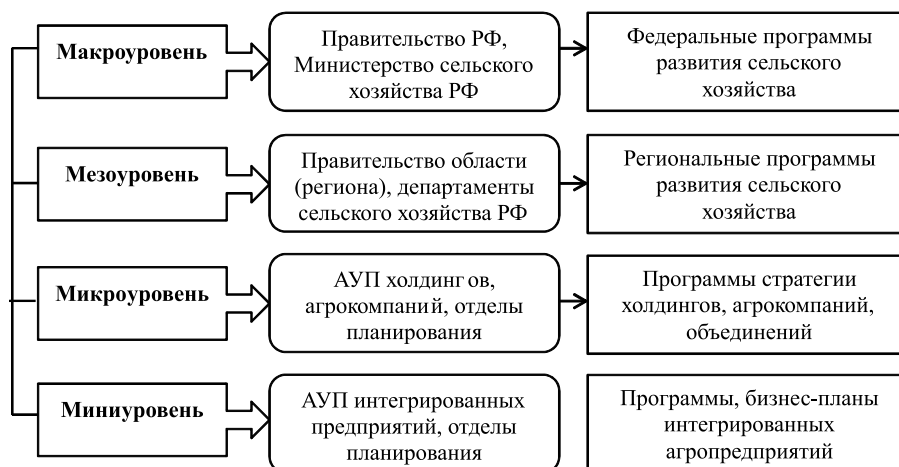 Макроуровень
Правительство РФ,
Министерство сельского
хозяйства РФ
Федеральные программы
развития сельского
хозяйства
Мезоуровень
Правительство области
(региона), департаменты
сельского хозяйства РФ
Региональные программы
развития сельского
хозяйства
Микроуровень
АУП холдингов,
агрокомпаний, отделы
планирования
Программы стратегии
холдингов, агрокомпаний,
объединений
Миниуровень
АУП интегрированных
предприятий, отделы
планирования
Программы, бизнес-планы
интегрированных
агропредприятий